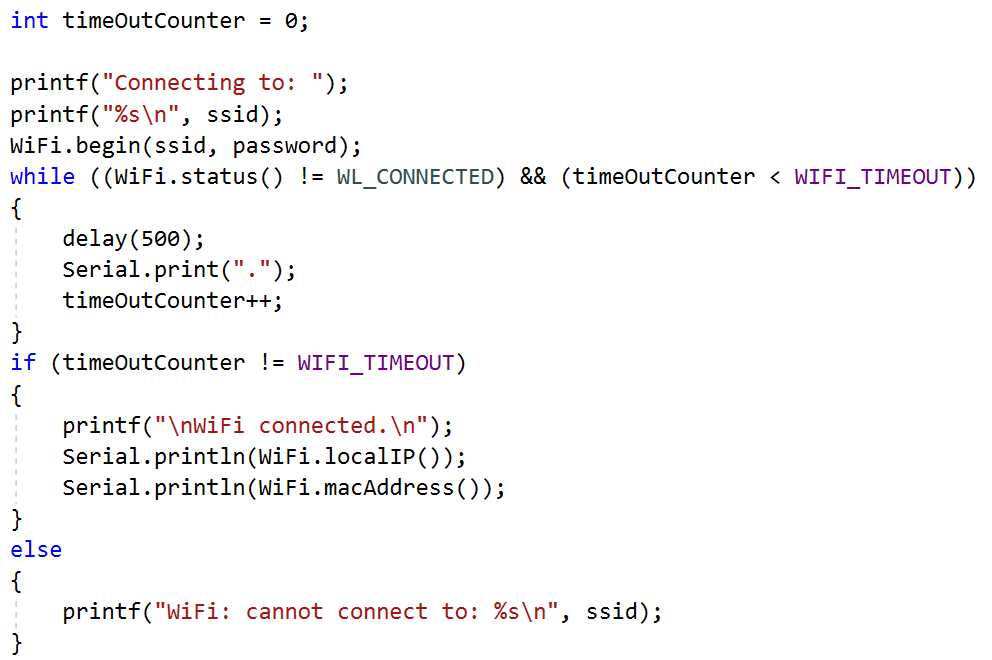 int timeOutCounter = 0;

printf("Connecting to: ");
printf("%s\n", ssid);
WiFi.begin(ssid, password);
while ((WiFi.status() != WL_CONNECTED) && (timeOutCounter < WIFI_TIMEOUT))
{
    delay(500);
    Serial.print(".");
    timeOutCounter++;
}
if (timeOutCounter != WIFI_TIMEOUT)
{
    printf("\nWiFi connected.\n");
    Serial.println(WiFi.localIP());
    Serial.println(WiFi.macAddress());
}
else
{
    printf("WiFi: cannot connect to: %s\n", ssid);
}